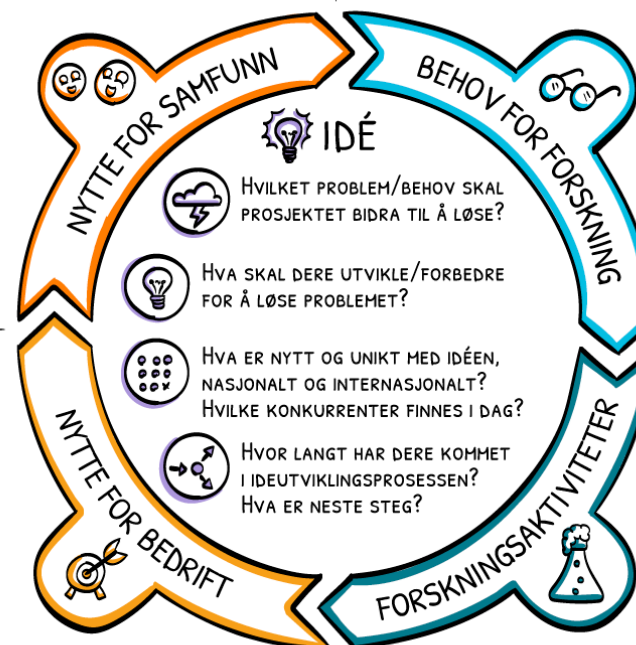 NYTTE FOR SAMFUNN
BEHOV FOR FORSKNING
IDÉ
HVILKET PROBLEM/BEHOV SKAL
PROSJEKTET BIDRA TIL Å LØSE?
HVA SKAL DERE UTVIKLE/FORBEDRE
FOR Å LØSE PROBLEMET?
HVA ER NYTT OG UNIKT MED IDÉEN,
NASJONALT OG INTERNASJONALT?
HVILKE KONKURRENTER FINNES I DAG?
HVOR LANGT HAR DERE KOMMET
I IDEUTVIKLINGSPROSESSEN?
HVA ER NESTE STEG?
NYTTE FOR BEDRIFT
FORSKNINGSAKTIVITETER